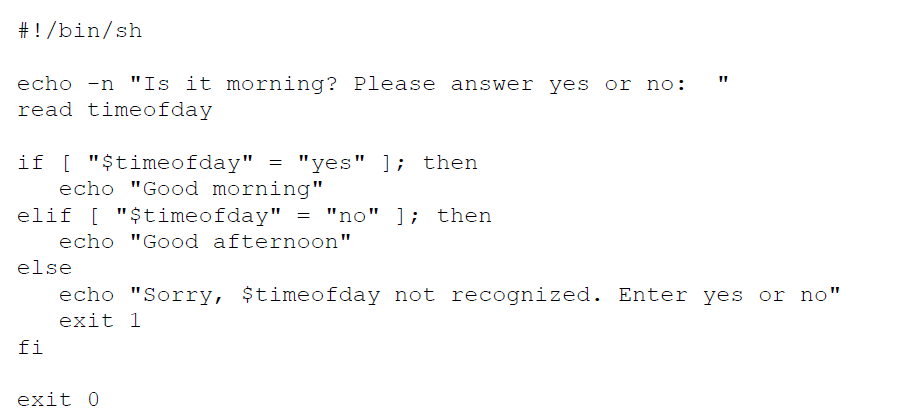 #!/bin/sh

echo -n "Is it morning? Please answer yes or no:  "
read timeofday

if [ "$timeofday" = "yes" ]; then
   echo "Good morning"
elif [ "$timeofday" = "no" ]; then
   echo "Good afternoon"
else
   echo "Sorry, $timeofday not recognized. Enter yes or no"
   exit 1
fi

exit 0